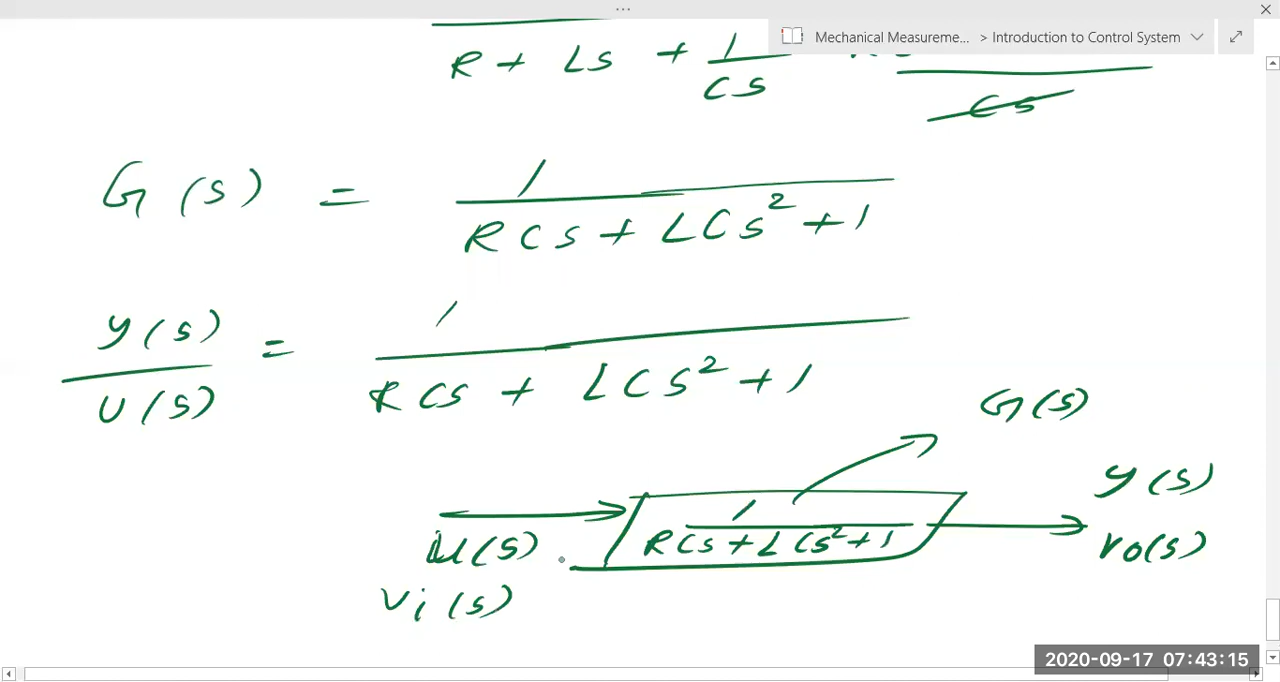 ...
Mechanical Measureme... > Introduction to Control System
R + LS + 1/CS
CS
G(S) = 1/(RCS + LCS² + 1)
y(s)/U(s) = 1/(RCS + LCS² + 1)
G(s)
U(s) 1/(RCS + LCS² + 1) y(s)
Vi(s) Vo(s)
2020-09-17 07:43:15